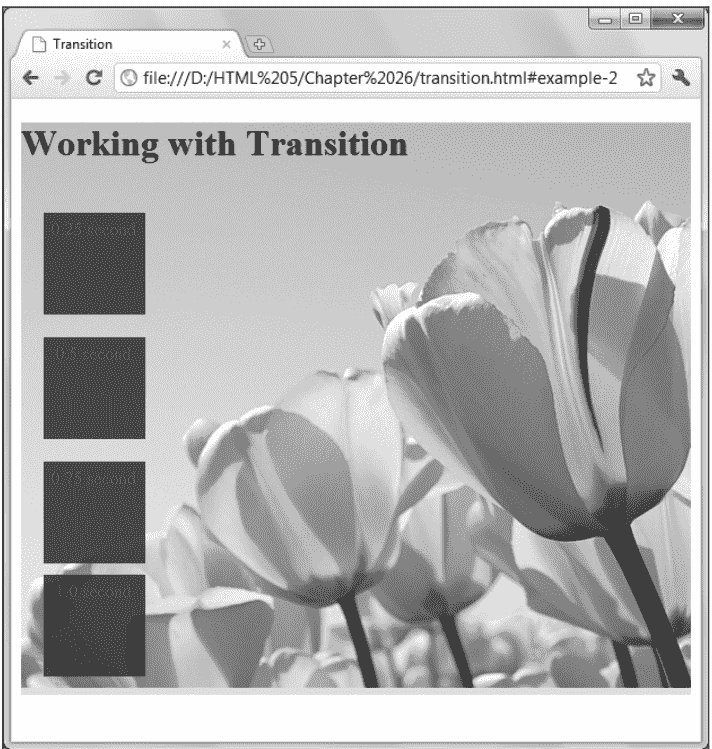 Transition
file:///D:/HTML%205/Chapter%2026/transition.html#example-2
Working with Transition
0.25 second
0.5 second
0.75 second
1.0 second